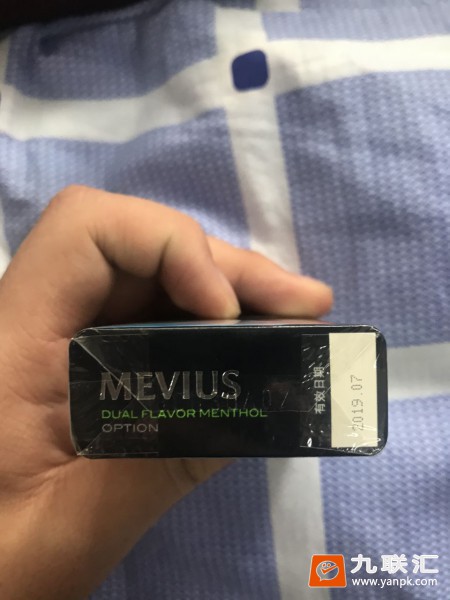 MEVIUS
DUAL FLAVOR MENTHOL
OPTION
有效日期
2019.07
九联汇
www.yanpk.com